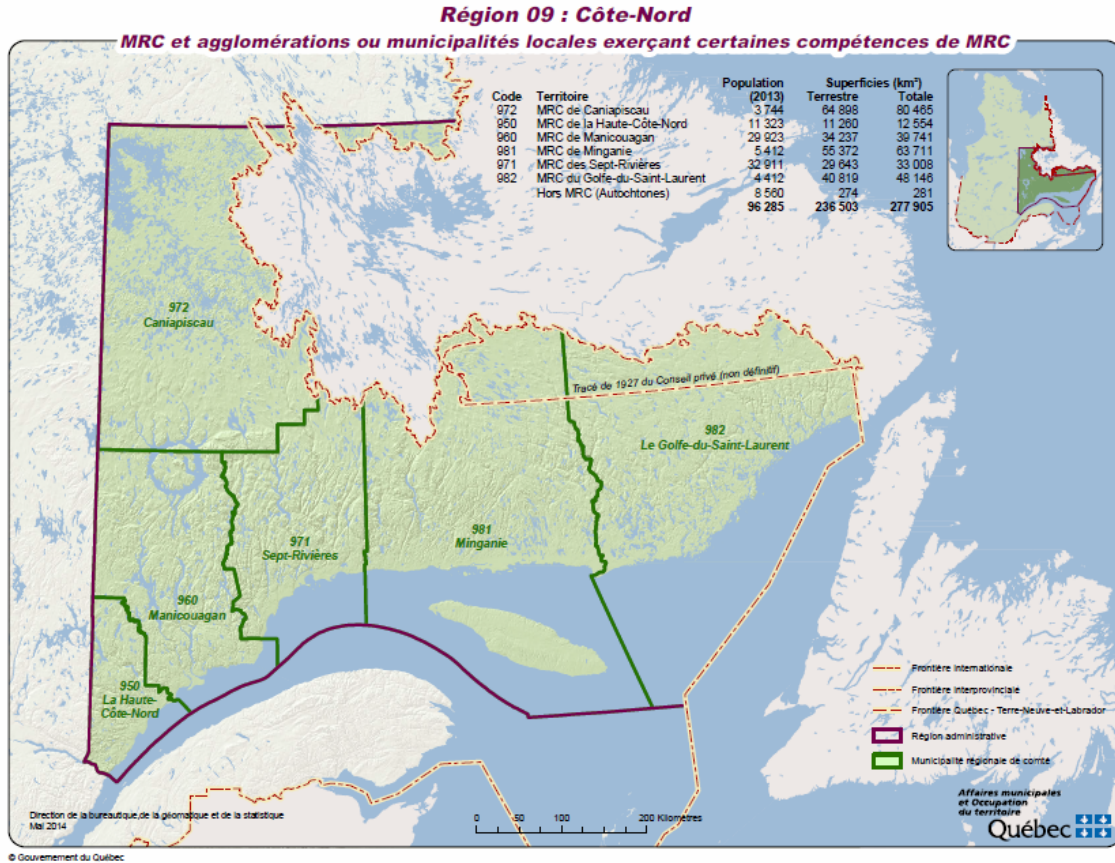 Région 09 : Côte-Nord
MRC et agglomérations ou municipalités locales exerçant certaines compétences de MRC
Population Superficies (km²)
Code Territoire (2013) Terrestre Totale
972 MRC de Caniapiscau 3 744 64 898 80 465
950 MRC de la Haute-Côte-Nord 11 323 11 260 12 554
960 MRC de Manicouagan 29 923 34 237 39 741
981 MRC de Minganie 5 412 55 372 63 711
971 MRC des Sept-Rivières 32 911 29 643 33 008
982 MRC du Golfe-du-Saint-Laurent 4 412 40 819 48 146
Hors MRC (Autochtones) 8 560 274 281
96 285 236 503 277 905
972
Caniapiscau
Tracé de 1927 du Conseil privé (non définitif)
982
Le Golfe-du-Saint-Laurent
981
Minganie
971
Sept-Rivières
960
Manicouagan
950
La Haute-
Côte-Nord
Frontière internationale
Frontière interprovinciale
Frontière Québec - Terre-Neuve-et-Labrador
Région administrative
Municipalité régionale de comté
Direction de la bureautique,de la géomatique et de la statistique
Mai 2014
0 50 100 200 Kilomètres
Affaires municipales
et Occupation
du territoire
Québec
© Gouvernement du Québec